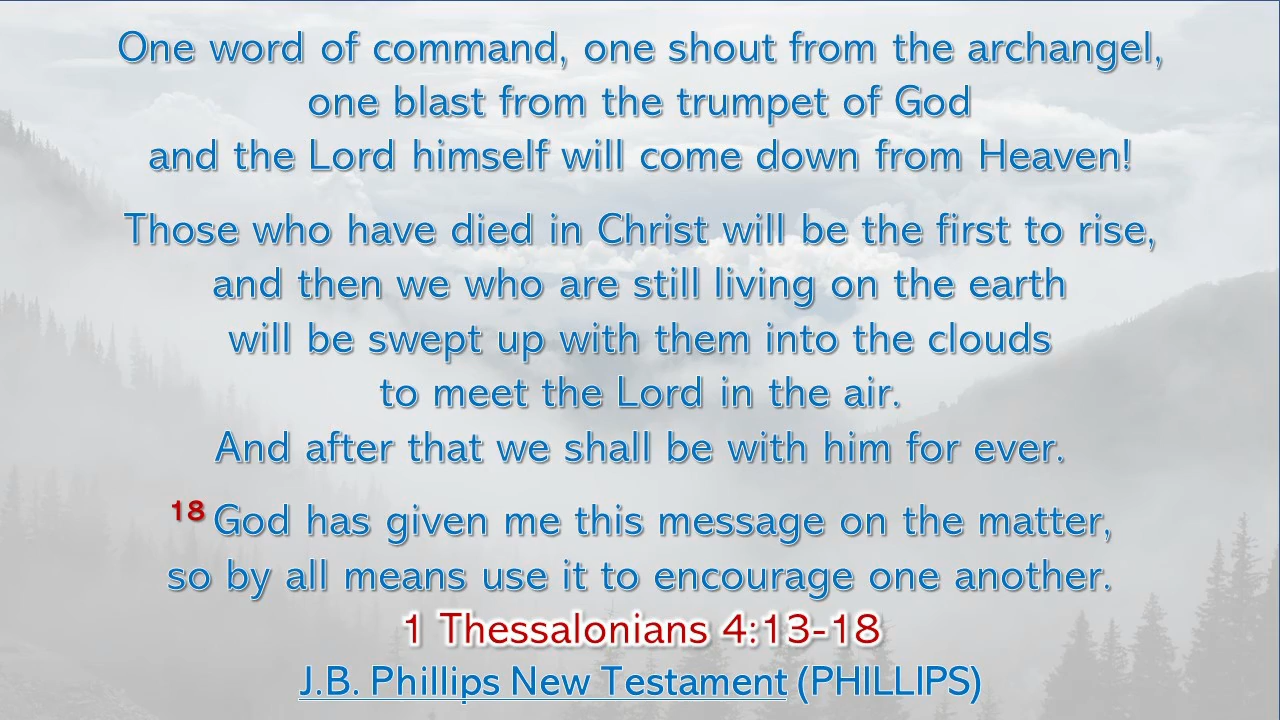 One word of command, one shout from the archangel,
one blast from the trumpet of God
and the Lord himself will come down from Heaven!
Those who have died in Christ will be the first to rise,
and then we who are still living on the earth
will be swept up with them into the clouds
to meet the Lord in the air.
And after that we shall be with him for ever.
18 God has given me this message on the matter,
so by all means use it to encourage one another.
1 Thessalonians 4:13-18
J.B. Phillips New Testament (PHILLIPS)